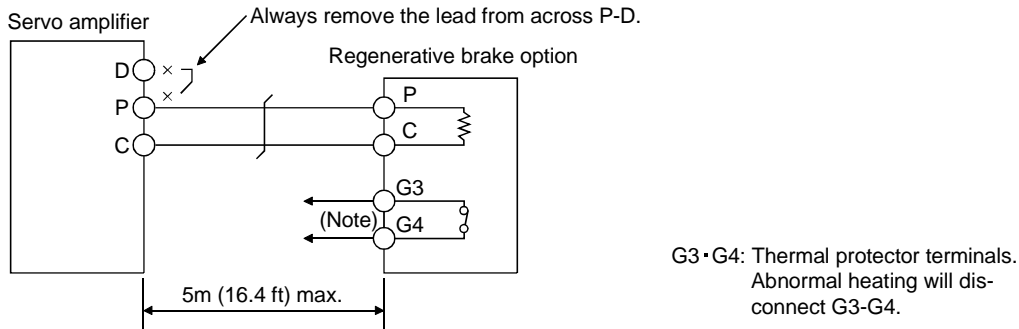 Always remove the lead from across P-D.
Servo amplifier
Regenerative brake option
D
P
P
C
C
G3
(Note)
G4
5m (16.4 ft) max.
G3·G4: Thermal protector terminals.
Abnormal heating will dis-
connect G3-G4.